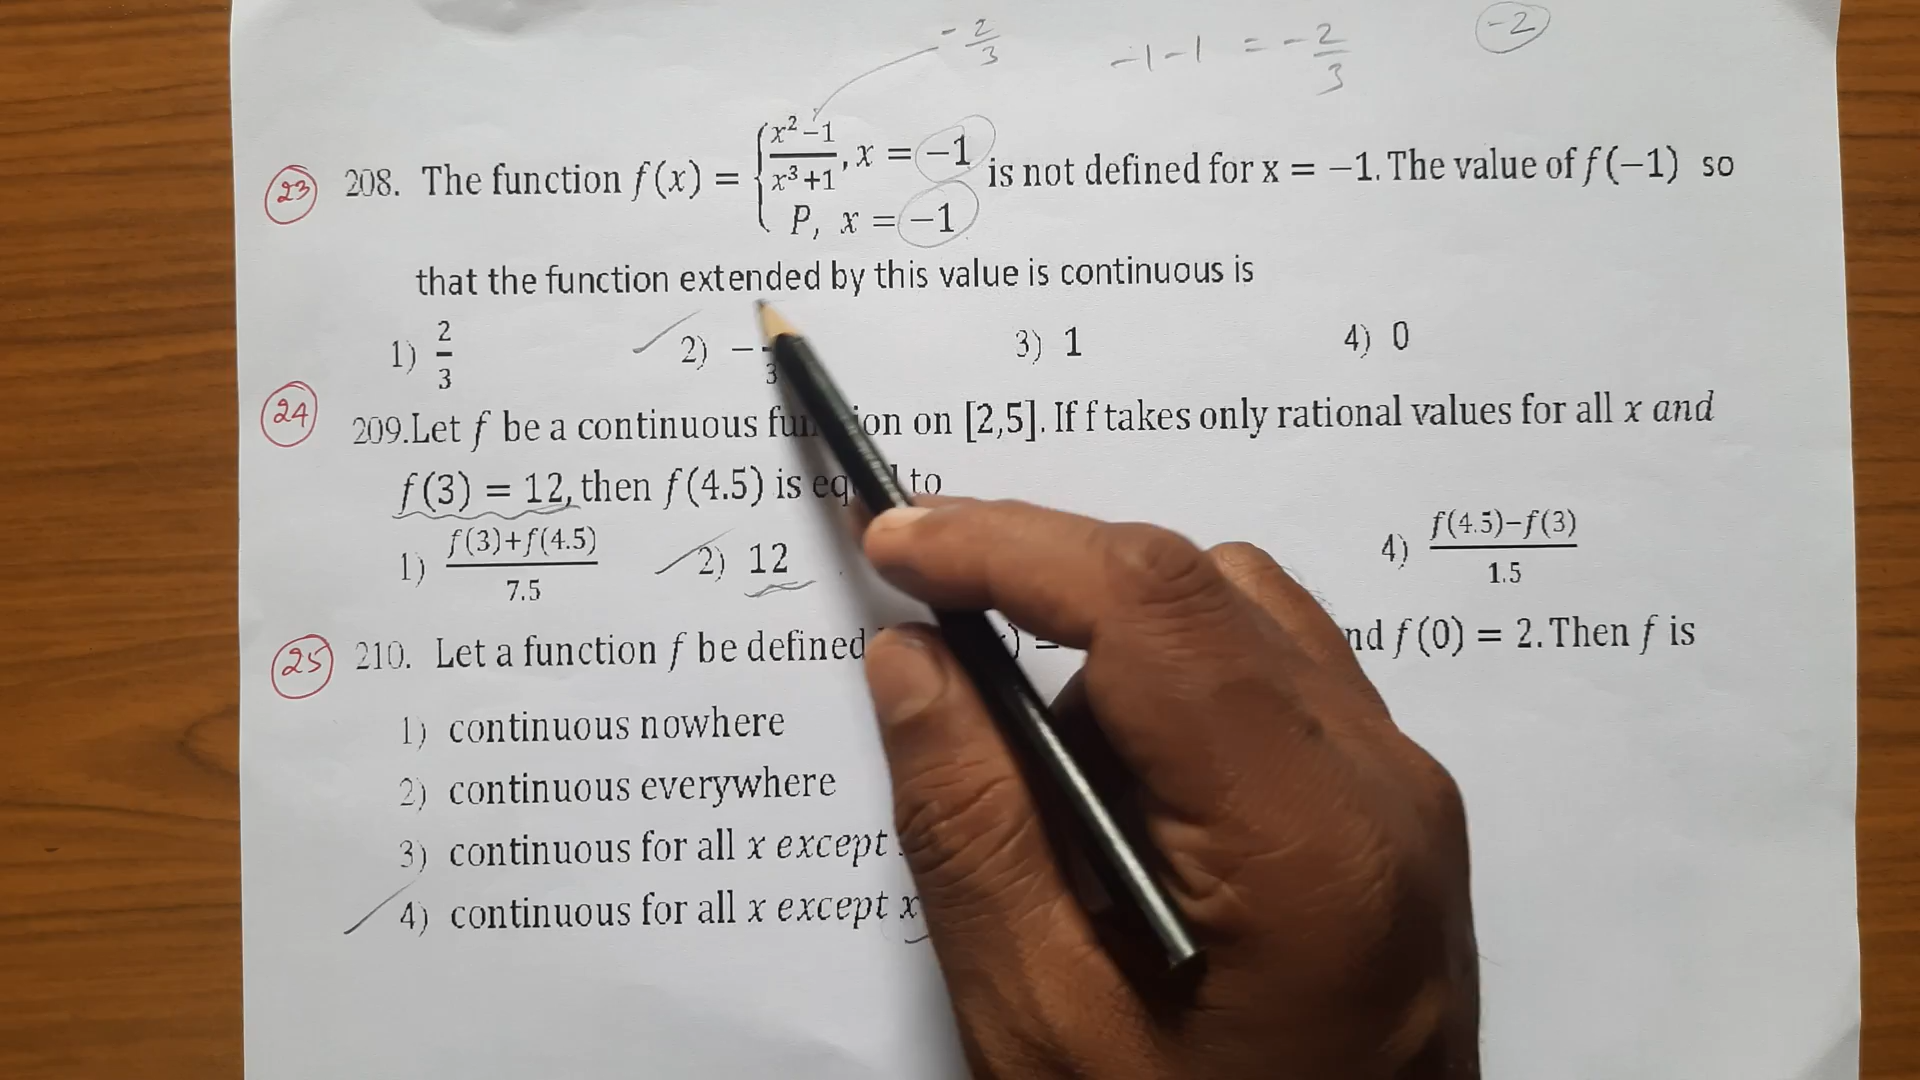 - 2/3 -1-1 = - 2/3 -2
23 208. The function f(x) = { x²−1/x³+1, x = −1 is not defined for x = −1. The value of f(−1) so
P, x = −1
that the function extended by this value is continuous is
1) 2/3 2) − 3 3) 1 4) 0
24 209. Let f be a continuous on on [2,5]. If f takes only rational values for all x and
f(3) = 12, then f(4.5) is to
1) f(3)+f(4.5)/7.5 2) 12 4) f(4.5)−f(3)/1.5
25 210. Let a function f be defined ) = f(0) = 2. Then f is
1) continuous nowhere
2) continuous everywhere
3) continuous for all x except
4) continuous for all x except x